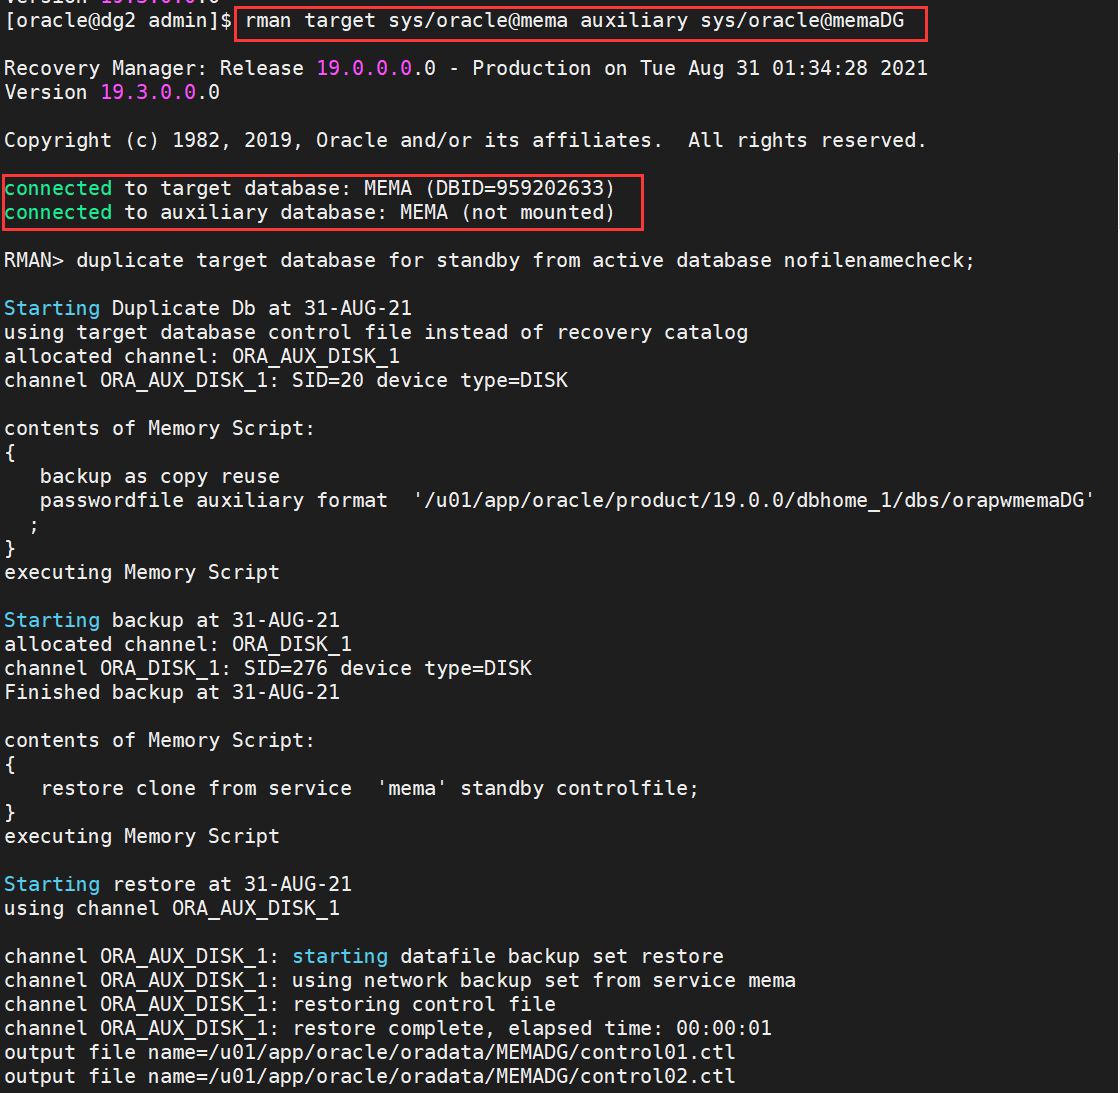 [oracle@dg2 admin]$ rman target sys/oracle@mema auxiliary sys/oracle@memaDG
Recovery Manager: Release 19.0.0.0.0 - Production on Tue Aug 31 01:34:28 2021
Version 19.3.0.0.0
Copyright (c) 1982, 2019, Oracle and/or its affiliates.  All rights reserved.
connected to target database: MEMA (DBID=959202633)
connected to auxiliary database: MEMA (not mounted)
RMAN> duplicate target database for standby from active database nofilenamecheck;
Starting Duplicate Db at 31-AUG-21
using target database control file instead of recovery catalog
allocated channel: ORA_AUX_DISK_1
channel ORA_AUX_DISK_1: SID=20 device type=DISK
contents of Memory Script:
{
   backup as copy reuse
   passwordfile auxiliary format  '/u01/app/oracle/product/19.0.0/dbhome_1/dbs/orapwmemaDG'
  ;
}
executing Memory Script
Starting backup at 31-AUG-21
allocated channel: ORA_DISK_1
channel ORA_DISK_1: SID=276 device type=DISK
Finished backup at 31-AUG-21
contents of Memory Script:
{
   restore clone from service  'mema' standby controlfile;
}
executing Memory Script
Starting restore at 31-AUG-21
using channel ORA_AUX_DISK_1
channel ORA_AUX_DISK_1: starting datafile backup set restore
channel ORA_AUX_DISK_1: using network backup set from service mema
channel ORA_AUX_DISK_1: restoring control file
channel ORA_AUX_DISK_1: restore complete, elapsed time: 00:00:01
output file name=/u01/app/oracle/oradata/MEMADG/control01.ctl
output file name=/u01/app/oracle/oradata/MEMADG/control02.ctl